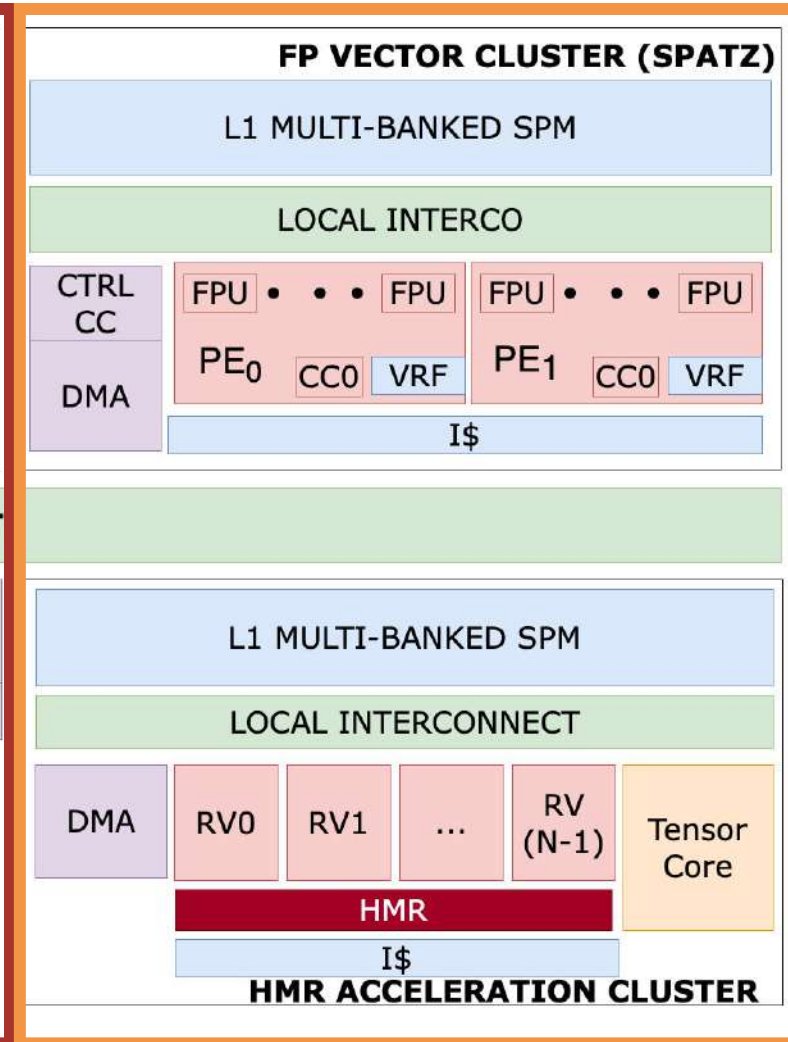 FP VECTOR CLUSTER (SPATZ)
L1 MULTI-BANKED SPM
LOCAL INTERCO
CTRL
CC
DMA
FPU • • • FPU
PE0
CC0
VRF
FPU • • • FPU
PE1
CC0
VRF
I$
L1 MULTI-BANKED SPM
LOCAL INTERCONNECT
DMA
RV0
RV1
...
RV
(N-1)
Tensor
Core
HMR
I$
HMR ACCELERATION CLUSTER